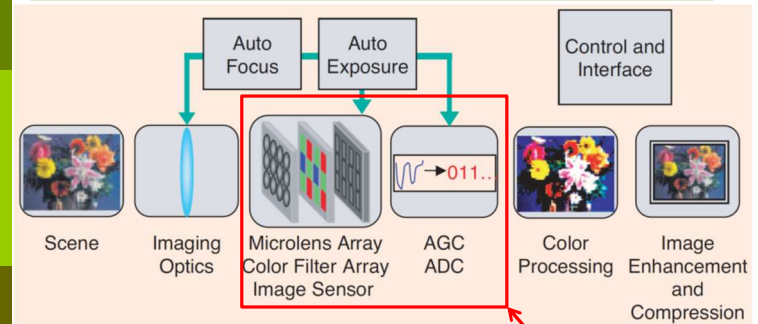 Auto
Focus
Auto
Exposure
Control and
Interface
011..
Scene
Imaging
Optics
Microlens Array
Color Filter Array
Image Sensor
AGC
ADC
Color
Processing
Image
Enhancement
and
Compression